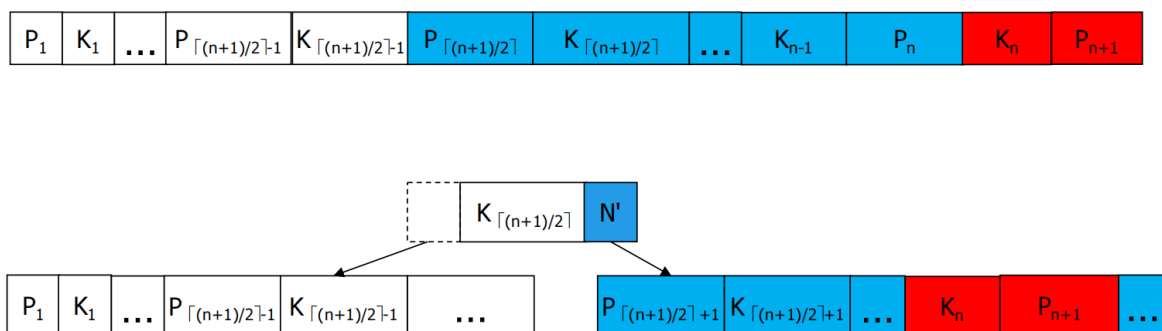 P₁ K₁ ... P⌈(n+1)/2⌉-1 K⌈(n+1)/2⌉-1 P⌈(n+1)/2⌉ K⌈(n+1)/2⌉ ... Kn-1 Pn Kn Pn+1
K⌈(n+1)/2⌉ N'
P₁ K₁ ... P⌈(n+1)/2⌉-1 K⌈(n+1)/2⌉-1 ... P⌈(n+1)/2⌉+1 K⌈(n+1)/2⌉+1 ... Kn Pn+1 ...